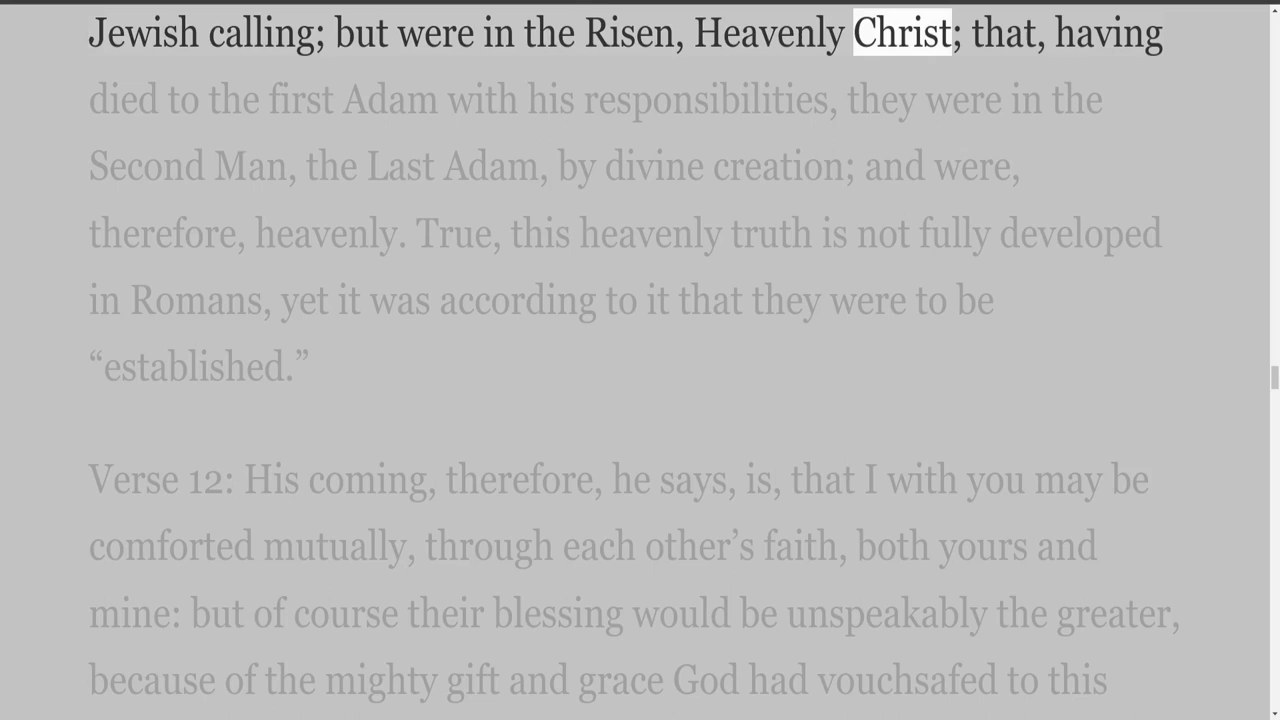 Jewish calling; but were in the Risen, Heavenly Christ; that, having
died to the first Adam with his responsibilities, they were in the
Second Man, the Last Adam, by divine creation; and were,
therefore, heavenly. True, this heavenly truth is not fully developed
in Romans, yet it was according to it that they were to be
“established.”
Verse 12: His coming, therefore, he says, is, that I with you may be
comforted mutually, through each other’s faith, both yours and
mine: but of course their blessing would be unspeakably the greater,
because of the mighty gift and grace God had vouchsafed to this